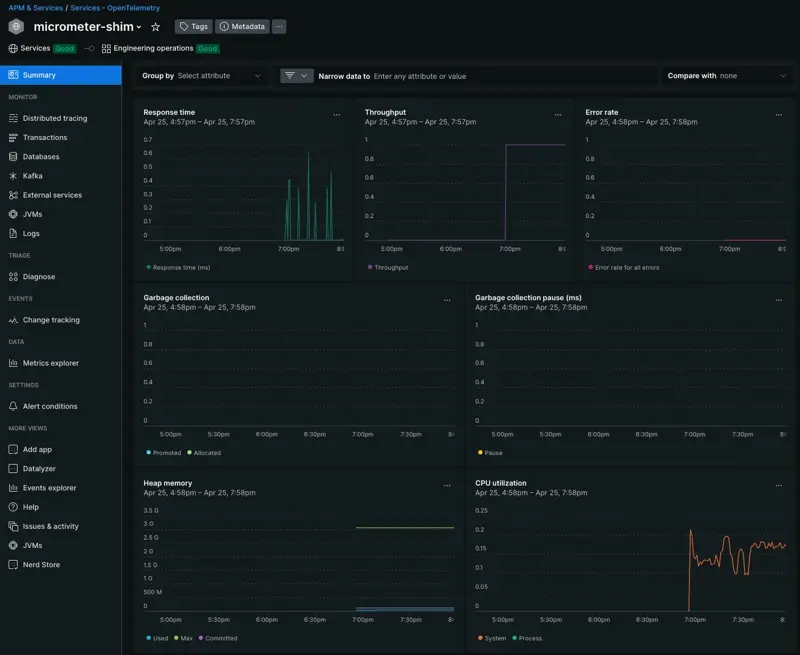 APM & Services / Services - OpenTelemetry
micrometer-shim
Tags
Metadata
Services Good
Engineering operations Good
Summary
MONITOR
Distributed tracing
Transactions
Databases
Kafka
External services
JVMs
Logs
TRIAGE
Diagnose
EVENTS
Change tracking
DATA
Metrics explorer
SETTINGS
Alert conditions
MORE VIEWS
Add app
Datalyzer
Events explorer
Help
Issues & activity
JVMs
Nerd Store
Group by Select attribute
Narrow data to Enter any attribute or value
Compare with none
Response time
Apr 25, 4:57pm – Apr 25, 7:57pm
0.7
0.6
0.5
0.4
0.3
0.2
0.1
0
5:00pm 6:00pm 7:00pm 8:(
Response time (ms)
Throughput
Apr 25, 4:57pm – Apr 25, 7:57pm
1
0.8
0.6
0.4
0.2
0
5:00pm 6:00pm 7:00pm 8:(
Throughput
Error rate
Apr 25, 4:58pm – Apr 25, 7:58pm
1
0.8
0.6
0.4
0.2
0
5:00pm 6:00pm 7:00pm 8:(
Error rate for all errors
Garbage collection
Apr 25, 4:58pm – Apr 25, 7:58pm
1
0.8
0.6
0.4
0.2
0
5:00pm 5:30pm 6:00pm 6:30pm 7:00pm 7:30pm 8:
Promoted Allocated
Garbage collection pause (ms)
Apr 25, 4:58pm – Apr 25, 7:58pm
1
0.8
0.6
0.4
0.2
0
5:00pm 5:30pm 6:00pm 6:30pm 7:00pm 7:30pm 8:
Pause
Heap memory
Apr 25, 4:58pm – Apr 25, 7:58pm
3.5 G
3 G
2.5 G
2 G
1.5 G
1 G
500 M
0
5:00pm 5:30pm 6:00pm 6:30pm 7:00pm 7:30pm 8:
Used Max Committed
CPU utilization
Apr 25, 4:58pm – Apr 25, 7:58pm
0.25
0.2
0.15
0.1
0.05
0
5:00pm 5:30pm 6:00pm 6:30pm 7:00pm 7:30pm 8:
System Process